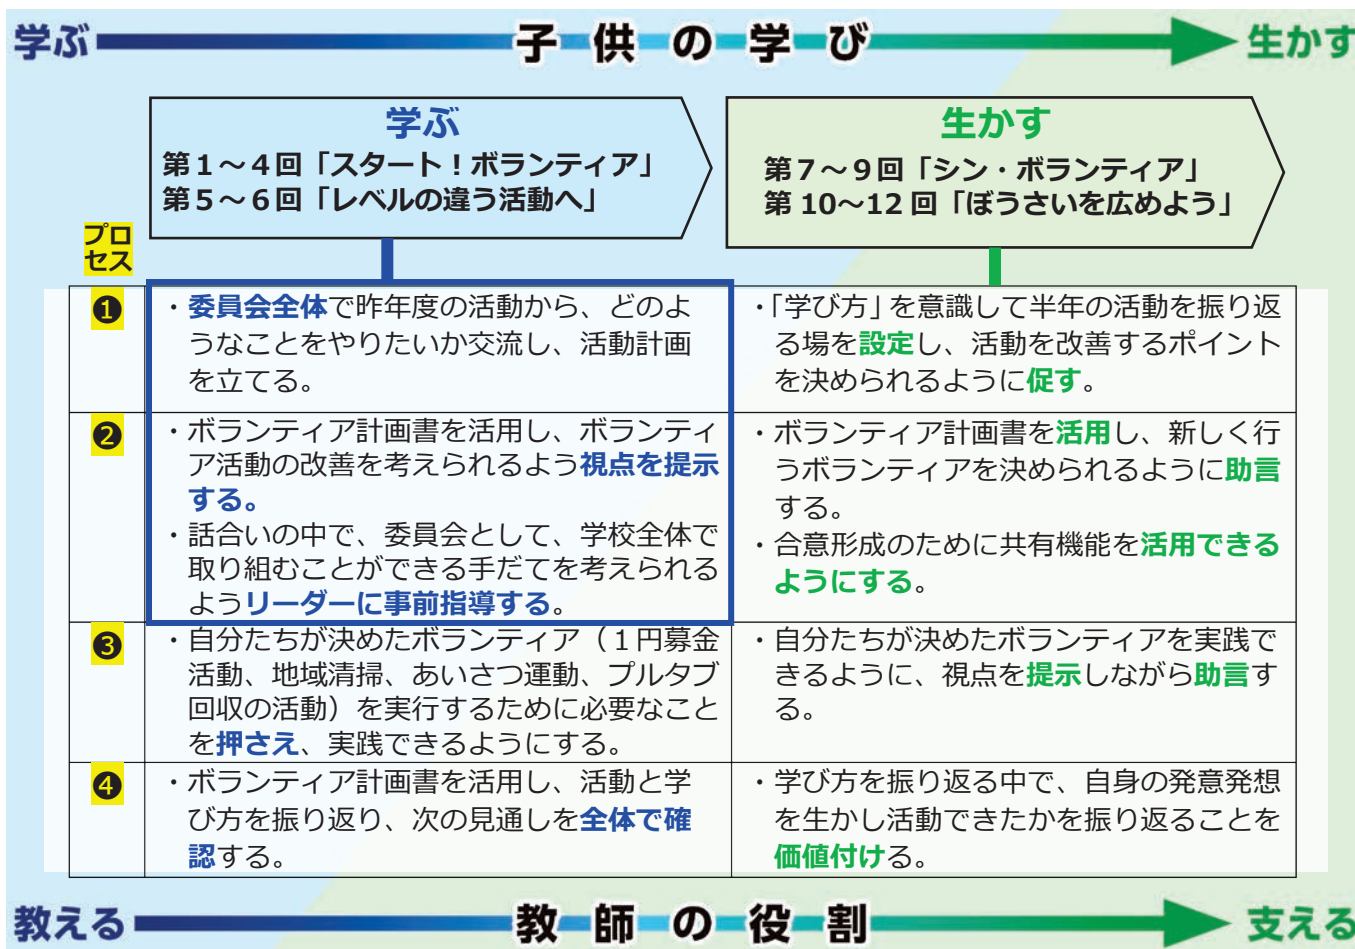 学ぶ 子供の学び 生かす
学ぶ
第1～4回「スタート！ボランティア」
第5～6回「レベルの違う活動へ」
生かす
第7～9回「シン・ボランティア」
第10～12回「ぼうさいを広めよう」
プロ
セス
❶
・委員会全体で昨年度の活動から、どのよ
うなことをやりたいか交流し、活動計画
を立てる。
・「学び方」を意識して半年の活動を振り返
る場を設定し、活動を改善するポイント
を決められるように促す。
❷
・ボランティア計画書を活用し、ボランティ
ア活動の改善を考えられるよう視点を提示
する。
・話合いの中で、委員会として、学校全体で
取り組むことができる手だてを考えられる
ようリーダーに事前指導する。
・ボランティア計画書を活用し、新しく行
うボランティアを決められるように助言
する。
・合意形成のために共有機能を活用できる
ようにする。
❸
・自分たちが決めたボランティア（１円募金
活動、地域清掃、あいさつ運動、プルタブ
回収の活動）を実行するために必要なこと
を押さえ、実践できるようにする。
・自分たちが決めたボランティアを実践で
きるように、視点を提示しながら助言す
る。
❹
・ボランティア計画書を活用し、活動と学
び方を振り返り、次の見通しを全体で確
認する。
・学び方を振り返る中で、自身の発意発想
を生かし活動できたかを振り返ることを
価値付ける。
教える 教師の役割 支える